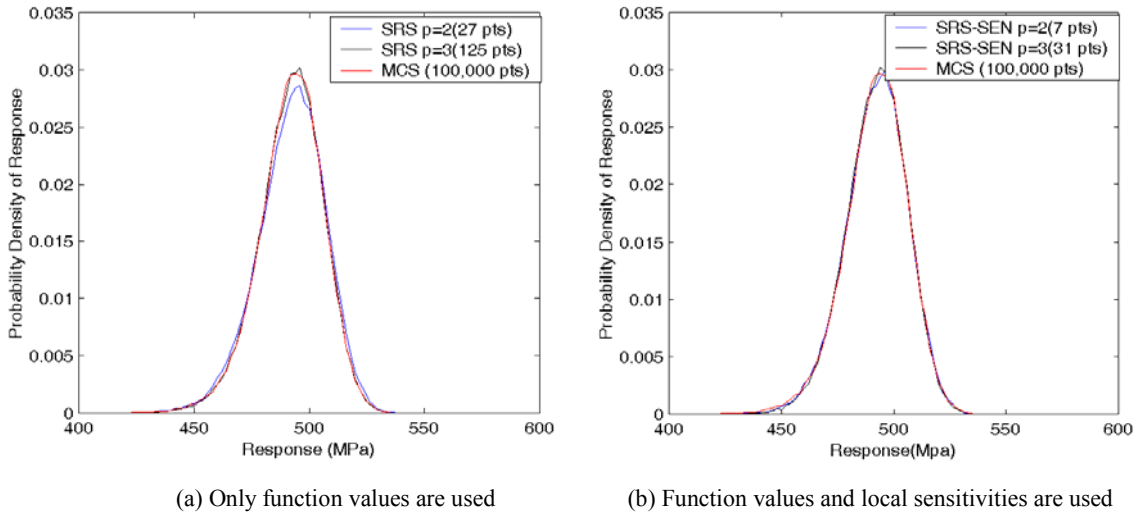 SRS p=2(27 pts)
SRS p=3(125 pts)
MCS (100,000 pts)
0.035
0.03
0.025
0.02
0.015
0.01
0.005
0
Probability Density of Response
400
450
500
550
600
Response (MPa)
(a) Only function values are used
SRS-SEN p=2(7 pts)
SRS-SEN p=3(31 pts)
MCS (100,000 pts)
0.035
0.03
0.025
0.02
0.015
0.01
0.005
0
Probability Density of Response
400
450
500
550
600
Response(Mpa)
(b) Function values and local sensitivities are used